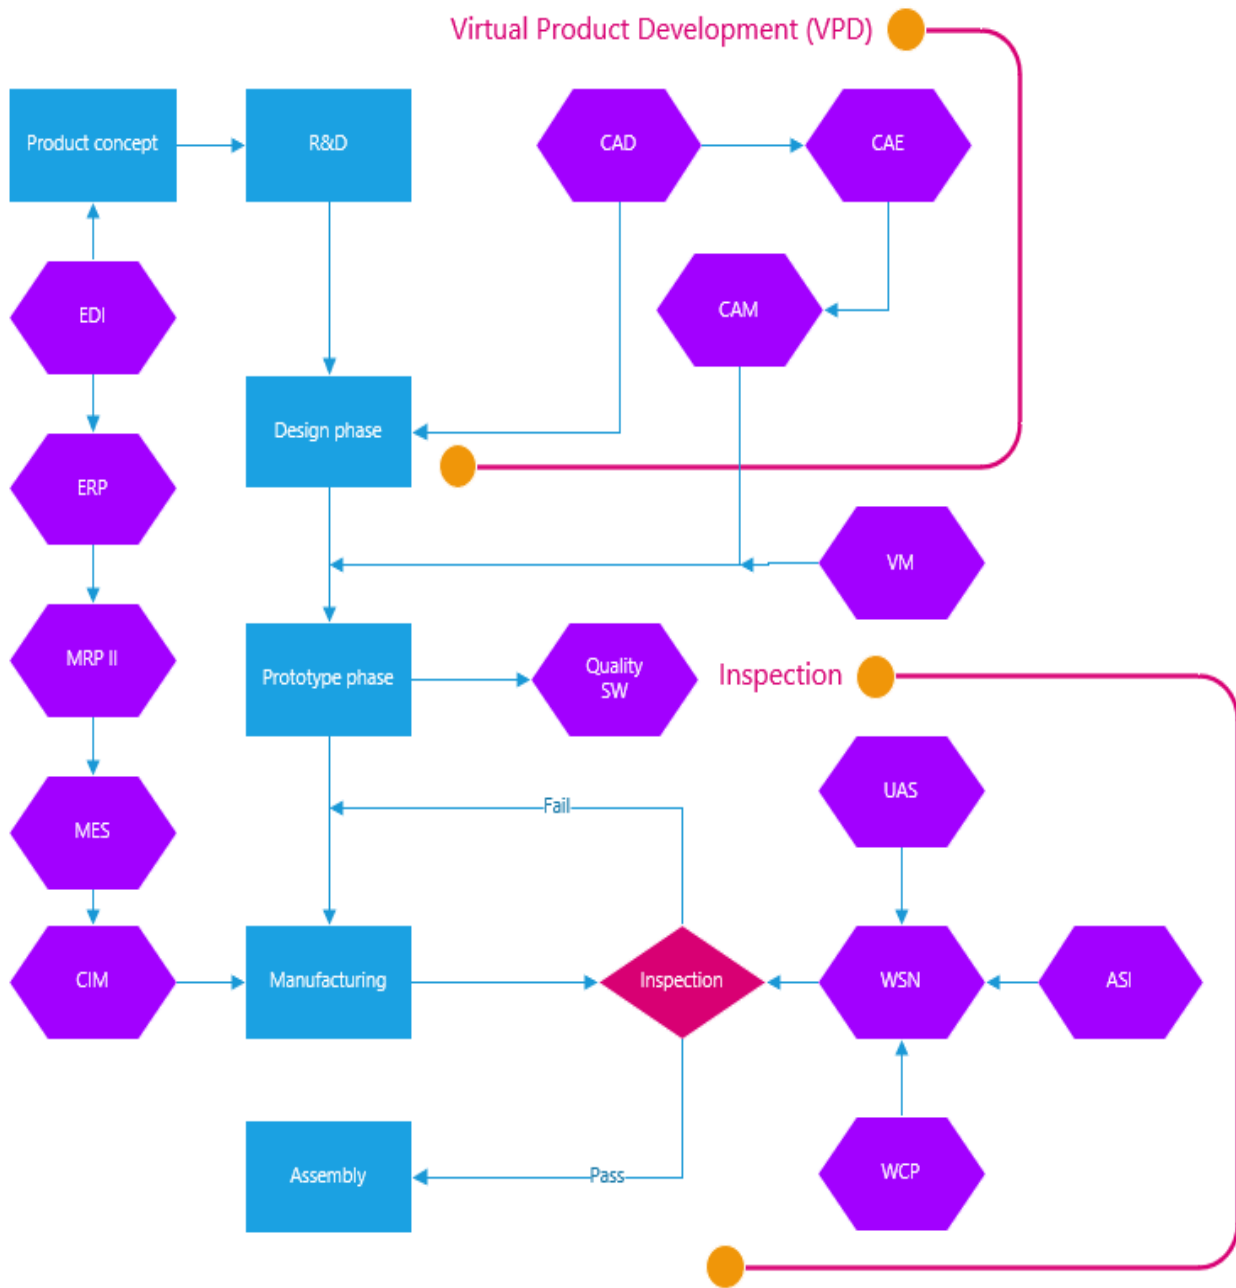 Virtual Product Development (VPD)
Product concept
R&D
CAD
CAE
EDI
CAM
Design phase
ERP
VM
MRP II
Prototype phase
Quality
SW
Inspection
UAS
Fail
MES
CIM
Manufacturing
Inspection
WSN
ASI
Assembly
Pass
WCP